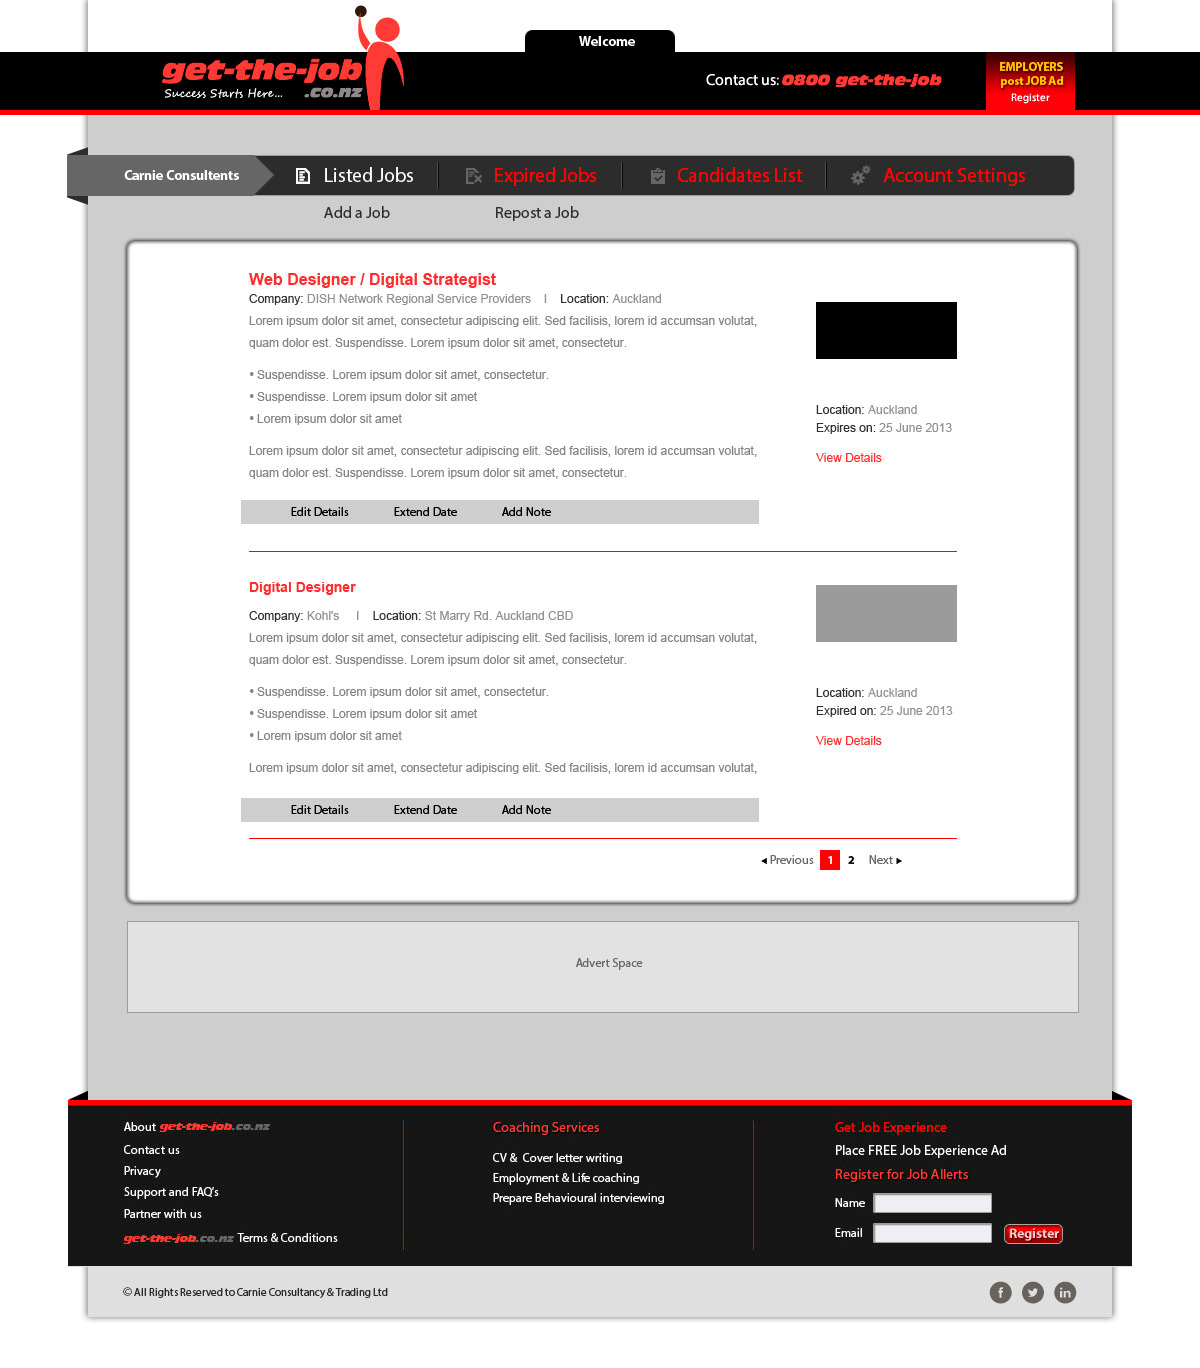 Welcome
get-the-job
.co.nz
Success Starts Here...
Contact us: 0800 get-the-job
EMPLOYERS
post JOB Ad
Register
Carnie Consultents
Listed Jobs
Expired Jobs
Candidates List
Account Settings
Add a Job
Repost a Job
Web Designer / Digital Strategist
Company: DISH Network Regional Service Providers | Location: Auckland
Lorem ipsum dolor sit amet, consectetur adipiscing elit. Sed facilisis, lorem id accumsan volutat,
quam dolor est. Suspendisse. Lorem ipsum dolor sit amet, consectetur.
• Suspendisse. Lorem ipsum dolor sit amet, consectetur.
• Suspendisse. Lorem ipsum dolor sit amet
• Lorem ipsum dolor sit amet
Lorem ipsum dolor sit amet, consectetur adipiscing elit. Sed facilisis, lorem id accumsan volutat,
quam dolor est. Suspendisse. Lorem ipsum dolor sit amet, consectetur.
Location: Auckland
Expires on: 25 June 2013
View Details
Edit Details Extend Date Add Note
Digital Designer
Company: Kohl's | Location: St Marry Rd. Auckland CBD
Lorem ipsum dolor sit amet, consectetur adipiscing elit. Sed facilisis, lorem id accumsan volutat,
quam dolor est. Suspendisse. Lorem ipsum dolor sit amet, consectetur.
• Suspendisse. Lorem ipsum dolor sit amet, consectetur.
• Suspendisse. Lorem ipsum dolor sit amet
• Lorem ipsum dolor sit amet
Lorem ipsum dolor sit amet, consectetur adipiscing elit. Sed facilisis, lorem id accumsan volutat,
Location: Auckland
Expired on: 25 June 2013
View Details
Edit Details Extend Date Add Note
Previous 1 2 Next
Advert Space
About get-the-job.co.nz
Contact us
Privacy
Support and FAQ's
Partner with us
get-the-job.co.nz Terms & Conditions
Coaching Services
CV & Cover letter writing
Employment & Life coaching
Prepare Behavioural interviewing
Get Job Experience
Place FREE Job Experience Ad
Register for Job Allerts
Name
Email
Register
© All Rights Reserved to Carnie Consultancy & Trading Ltd
f
in